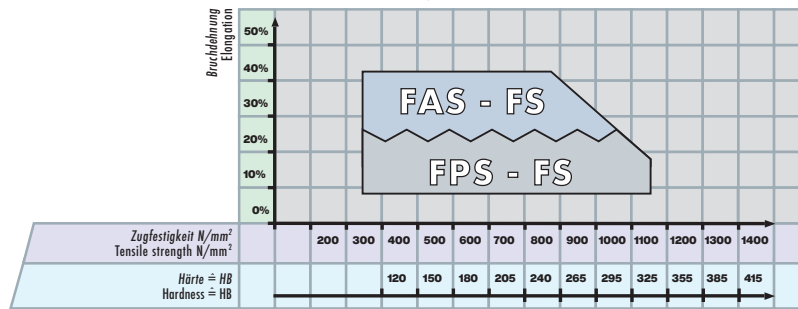 Bruchdehnung
Elongation
50%
40%
30%
20%
10%
0%
FAS - FS
FPS - FS
Zugfestigkeit N/mm²
Tensile strength N/mm²
200 300 400 500 600 700 800 900 1000 1100 1200 1300 1400
Härte ≙ HB
Hardness ≙ HB
120 150 180 205 240 265 295 325 355 385 415